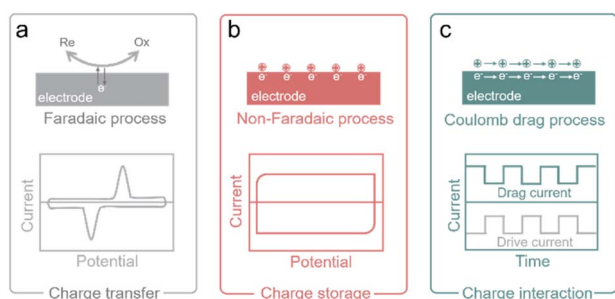 a
Re
Ox
e⁻
electrode
Faradaic process
Current
Potential
Charge transfer
b
⊕ ⊕ ⊕ ⊕ ⊕
e⁻ e⁻ e⁻ e⁻ e⁻
electrode
Non-Faradaic process
Current
Potential
Charge storage
c
⊕→⊕→⊕→⊕→⊕
e⁻→e⁻→e⁻→e⁻
electrode
Coulomb drag process
Current
Drag current
Drive current
Time
Charge interaction